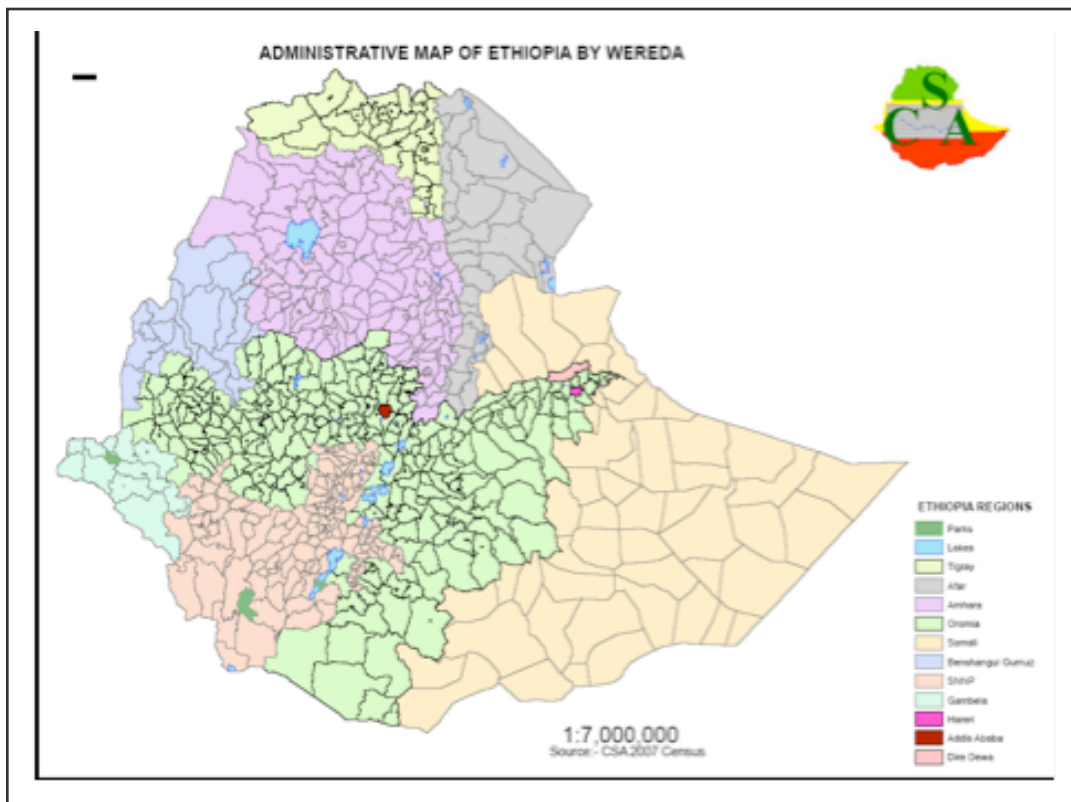 ADMINISTRATIVE MAP OF ETHIOPIA BY WEREDA
CSA
ETHIOPIA REGIONS
Parks
Lakes
Tigray
Afar
Amhara
Oromia
Somali
Benshangul Gumuz
SNNP
Gambela
Hareri
Addis Ababa
Dire Dawa
1:7,000,000
Source:- CSA 2007 Census